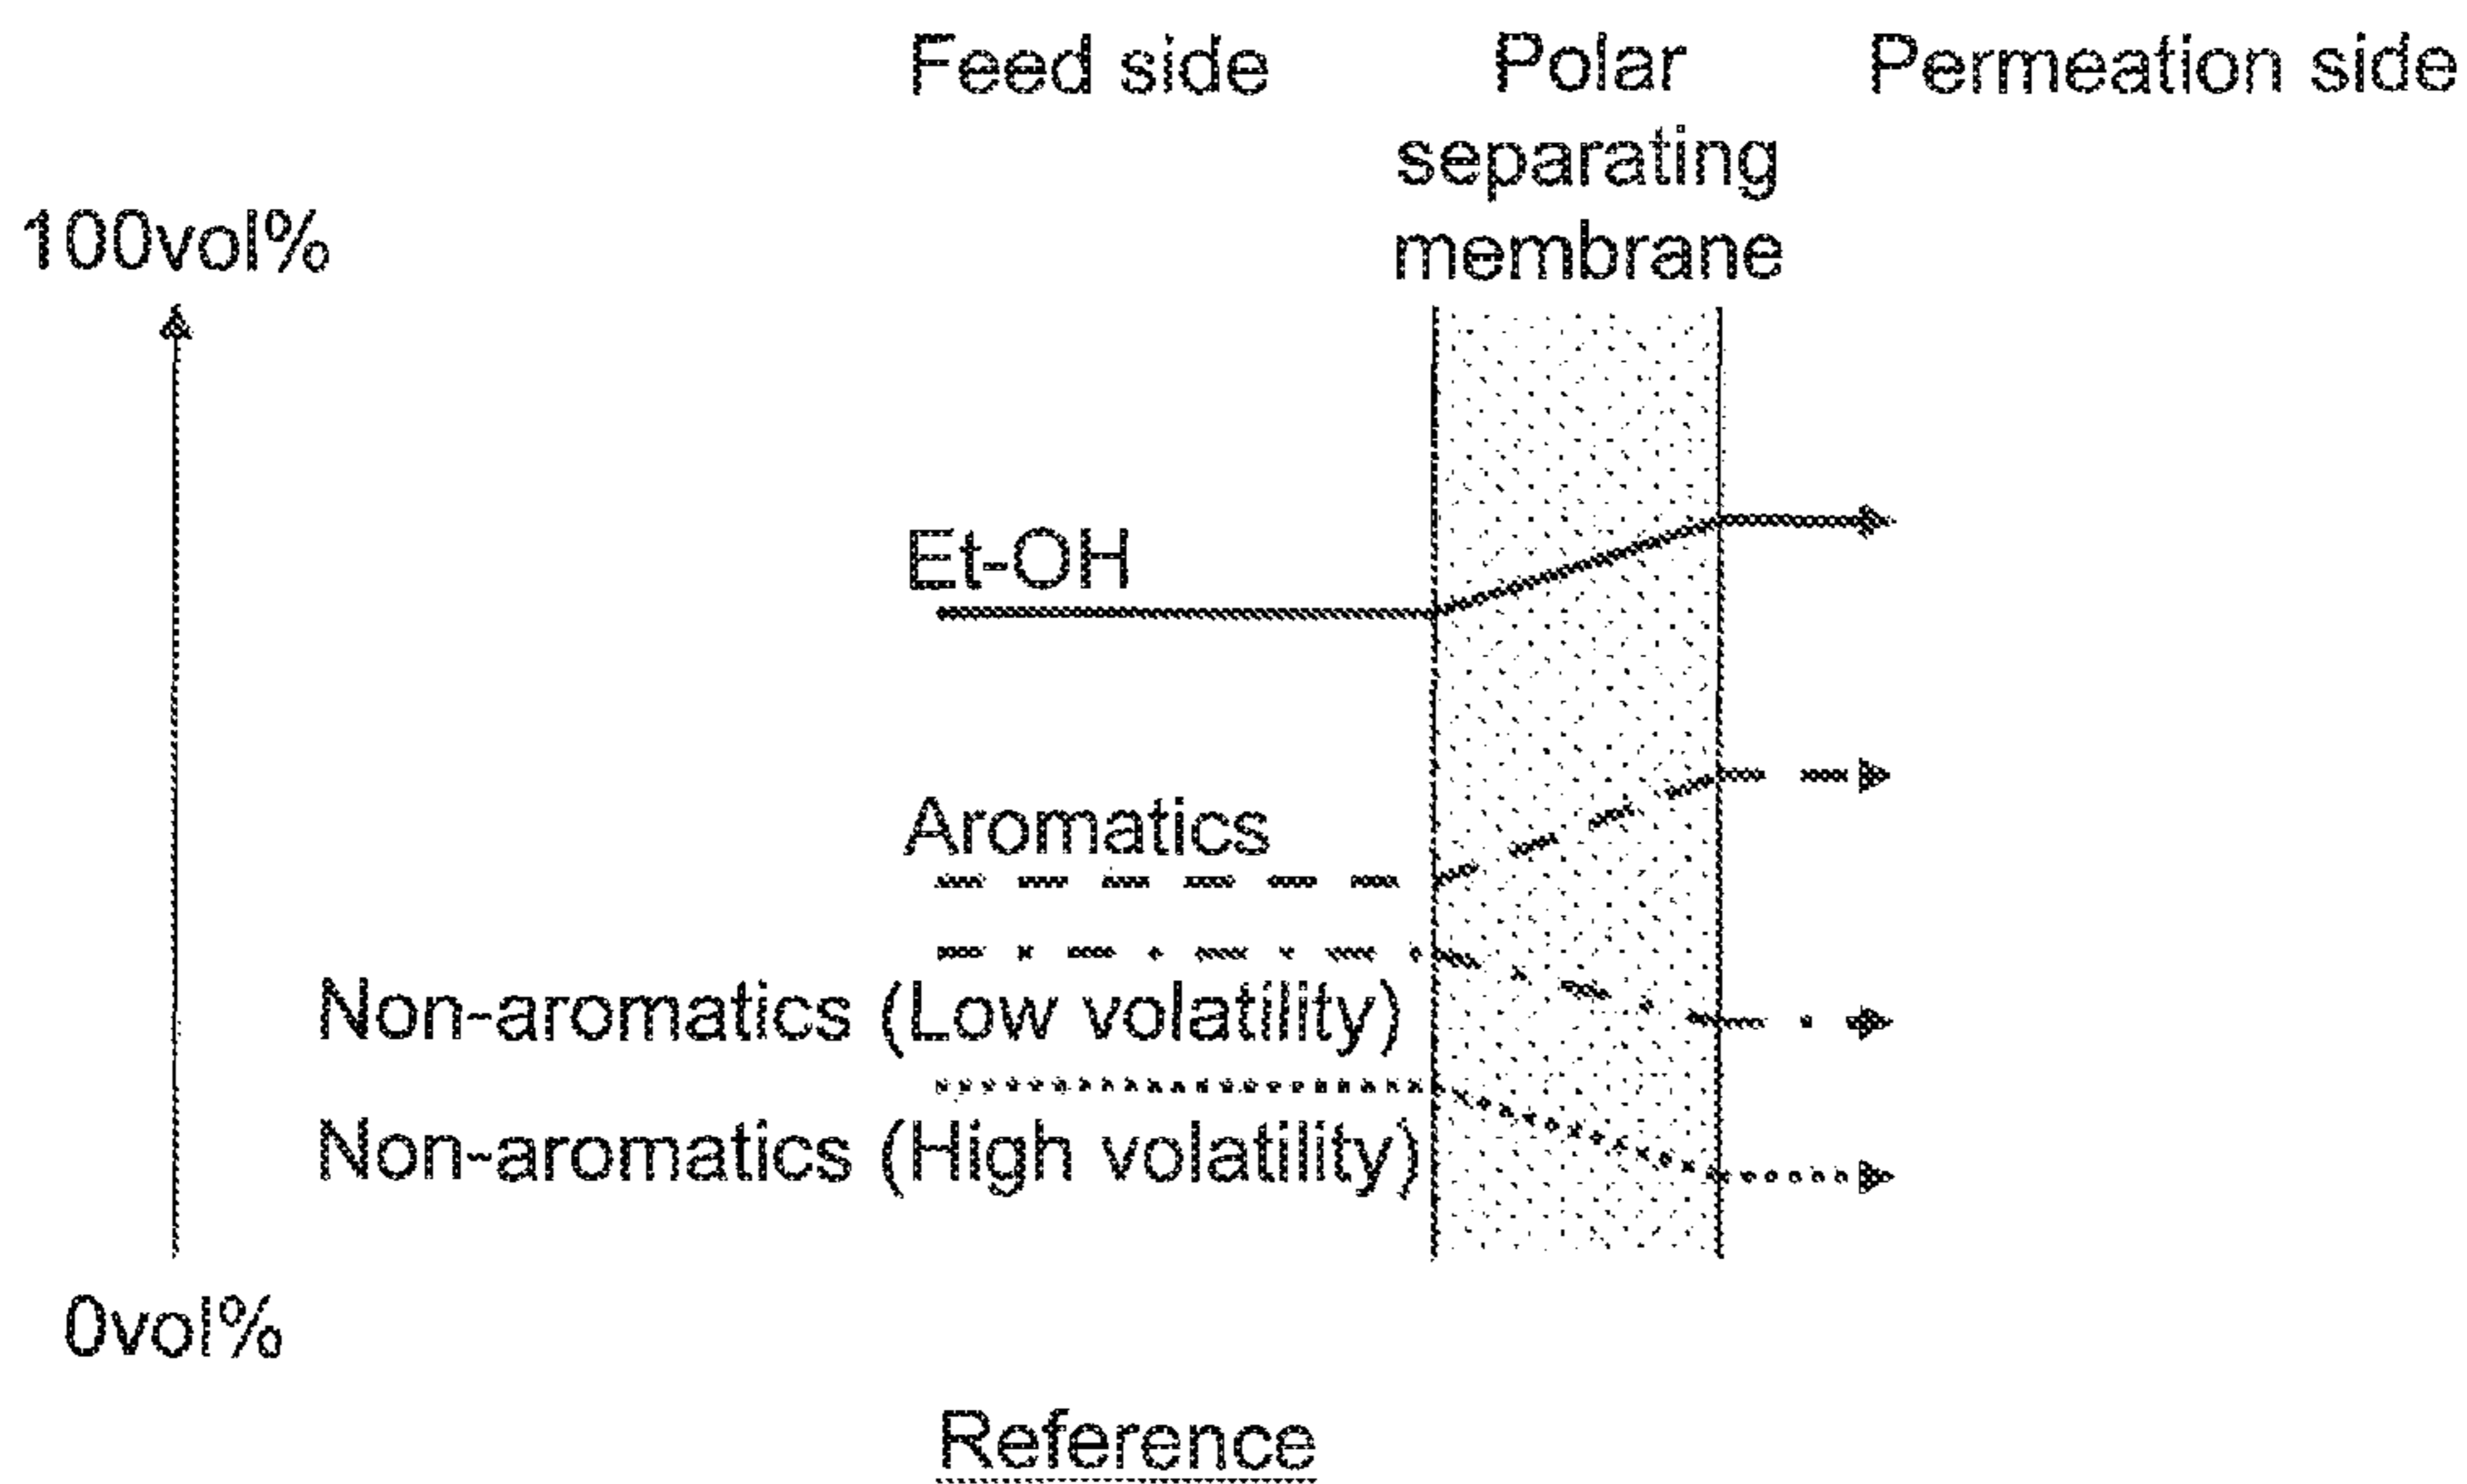 Feed side
Polar
separating
membrane
Permeation side
100vol%
Et-OH
Aromatics
Non-aromatics (Low volatility)
Non-aromatics (High volatility)
0vol%
Reference